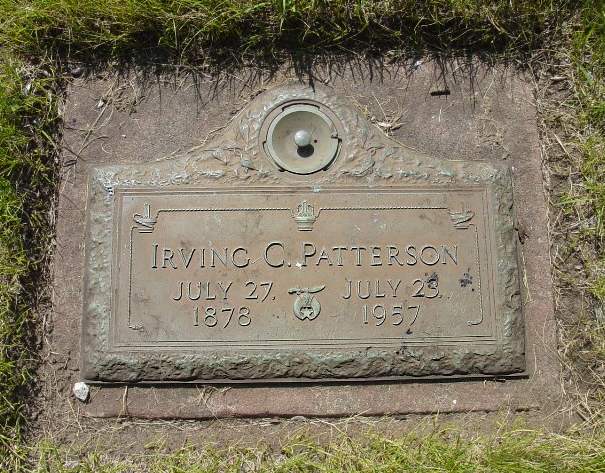 IRVING C. PATTERSON
JULY 27, JULY 23,
1878 1957